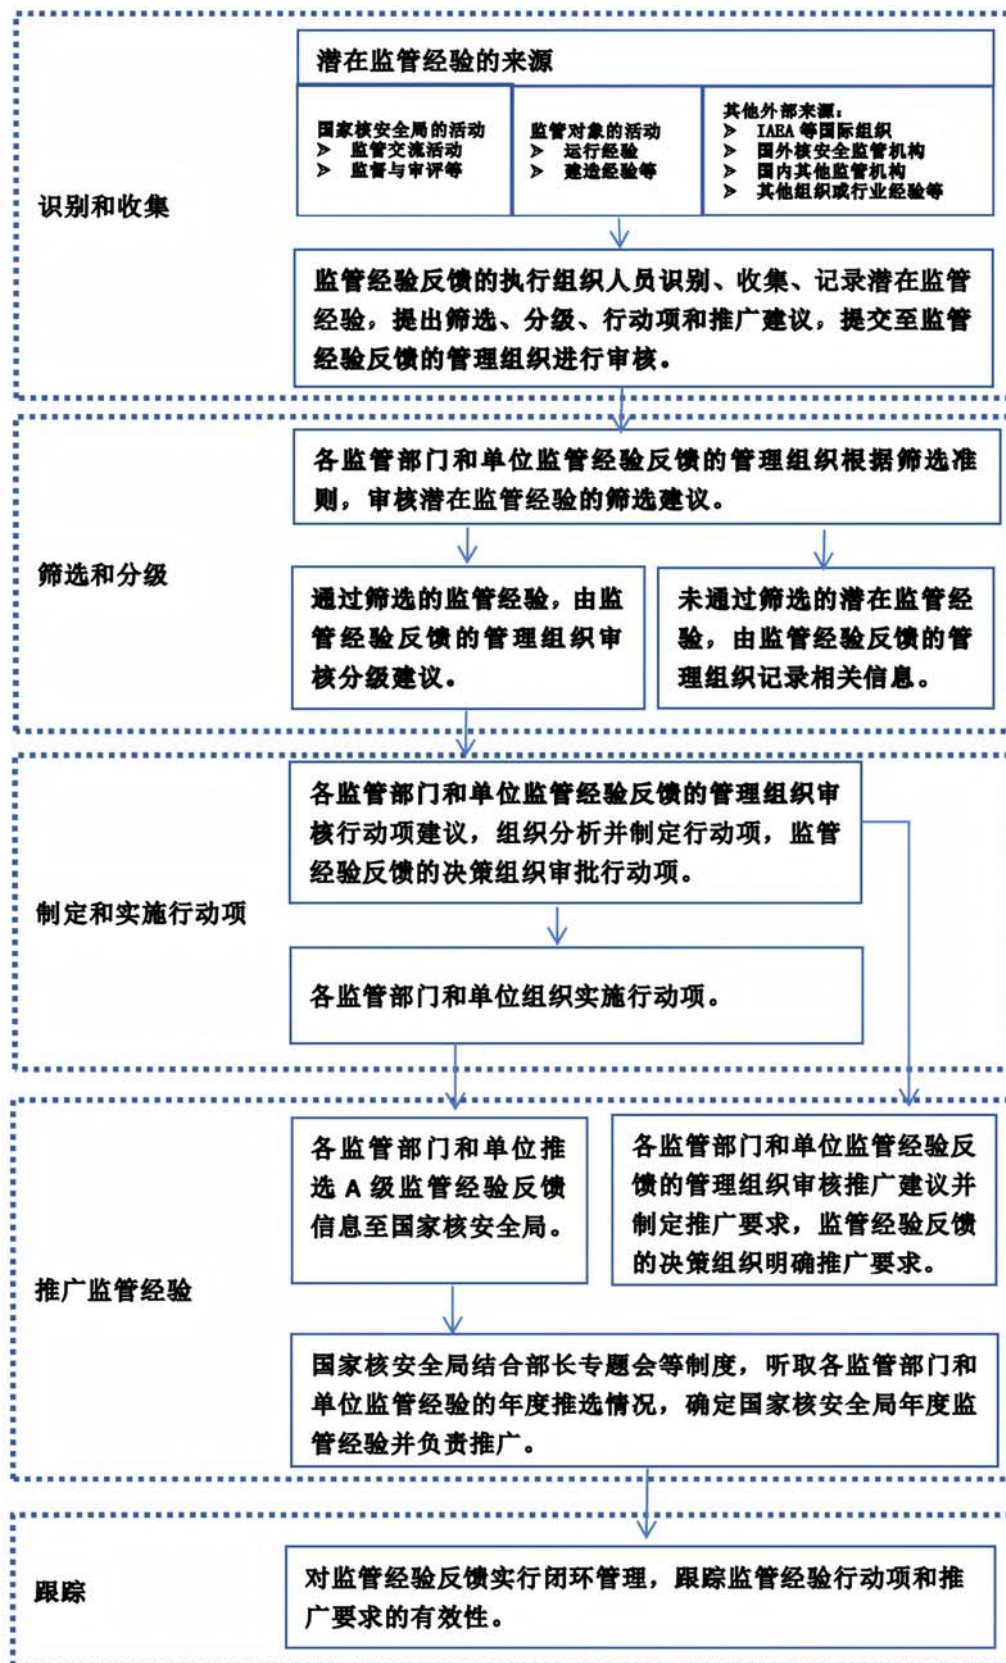 潜在监管经验的来源
国家核安全局的活动
➢ 监管交流活动
➢ 监督与审评等
监管对象的活动
➢ 运行经验
➢ 建造经验等
其他外部来源：
➢ IAEA 等国际组织
➢ 国外核安全监管机构
➢ 国内其他监管机构
➢ 其他组织或行业经验等
识别和收集
监管经验反馈的执行组织人员识别、收集、记录潜在监管
经验，提出筛选、分级、行动项和推广建议，提交至监管
经验反馈的管理组织进行审核。
各监管部门和单位监管经验反馈的管理组织根据筛选准
则，审核潜在监管经验的筛选建议。
筛选和分级
通过筛选的监管经验，由监
管经验反馈的管理组织审
核分级建议。
未通过筛选的潜在监管经
验，由监管经验反馈的管
理组织记录相关信息。
各监管部门和单位监管经验反馈的管理组织审
核行动项建议，组织分析并制定行动项，监管
经验反馈的决策组织审批行动项。
制定和实施行动项
各监管部门和单位组织实施行动项。
各监管部门和单位推
选 A 级监管经验反馈
信息至国家核安全局。
各监管部门和单位监管经验反
馈的管理组织审核推广建议并
制定推广要求，监管经验反馈
的决策组织明确推广要求。
推广监管经验
国家核安全局结合部长专题会等制度，听取各监管部门和
单位监管经验的年度推选情况，确定国家核安全局年度监
管经验并负责推广。
跟踪
对监管经验反馈实行闭环管理，跟踪监管经验行动项和推
广要求的有效性。